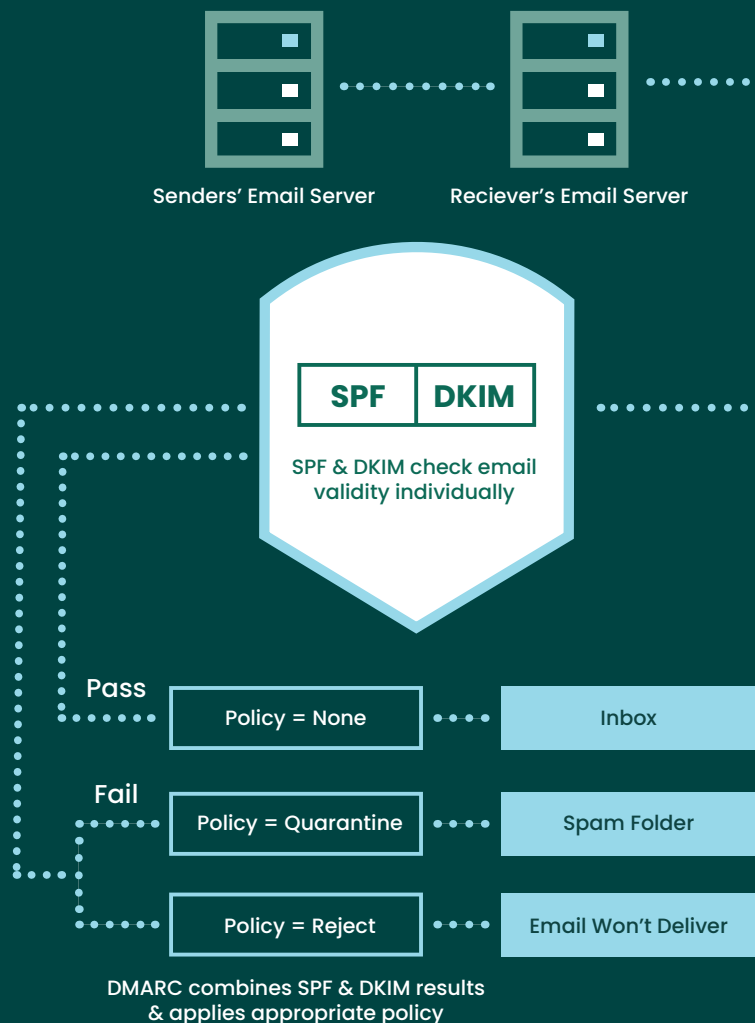 Senders’ Email Server
Reciever’s Email Server
SPF
DKIM
SPF & DKIM check email
validity individually
Pass
Policy = None
Inbox
Fail
Policy = Quarantine
Spam Folder
Policy = Reject
Email Won’t Deliver
DMARC combines SPF & DKIM results
& applies appropriate policy